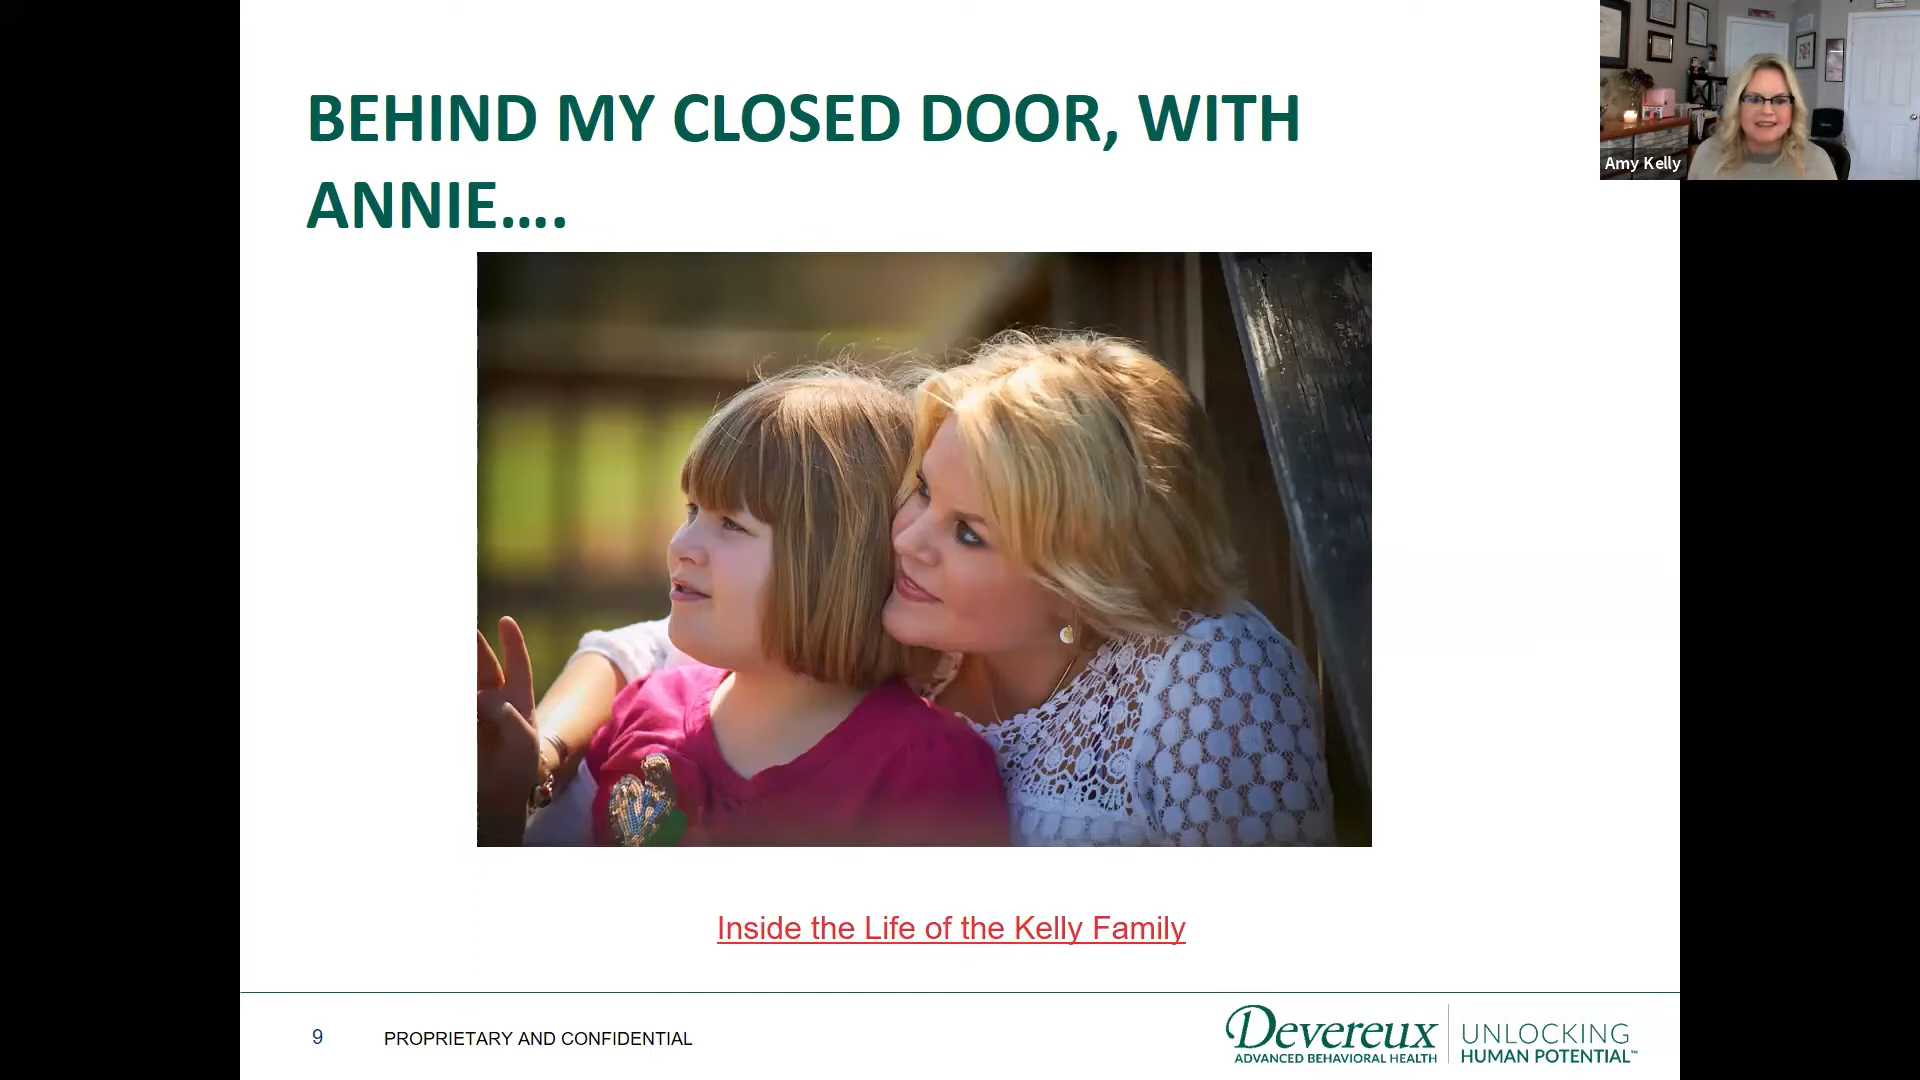 BEHIND MY CLOSED DOOR, WITH
ANNIE....
Amy Kelly
Inside the Life of the Kelly Family
9
PROPRIETARY AND CONFIDENTIAL
Devereux
ADVANCED BEHAVIORAL HEALTH
UNLOCKING
HUMAN POTENTIAL™